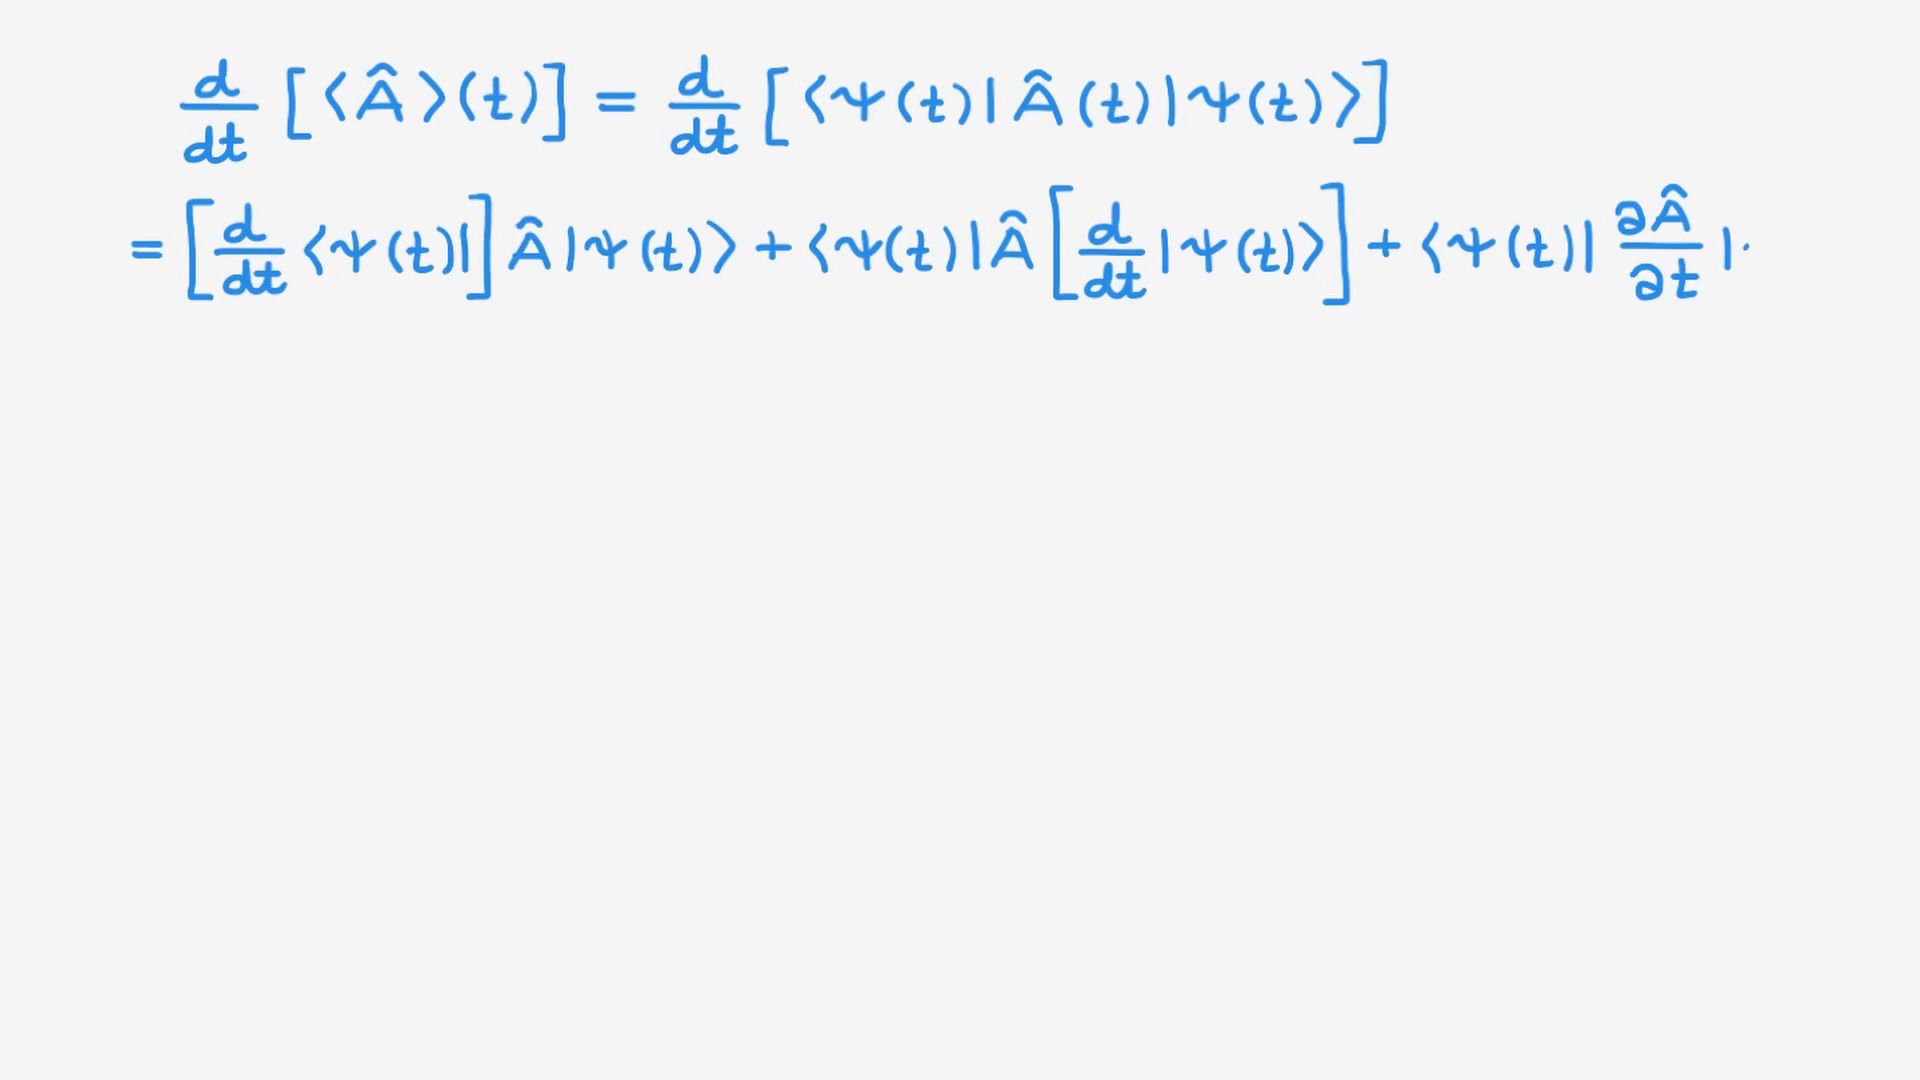 d/dt [⟨Â⟩(t)] = d/dt [⟨ψ(t)|Â(t)|ψ(t)⟩]
= [d/dt ⟨ψ(t)|] Â|ψ(t)⟩ + ⟨ψ(t)|Â [d/dt |ψ(t)⟩] + ⟨ψ(t)| ∂Â/∂t |·